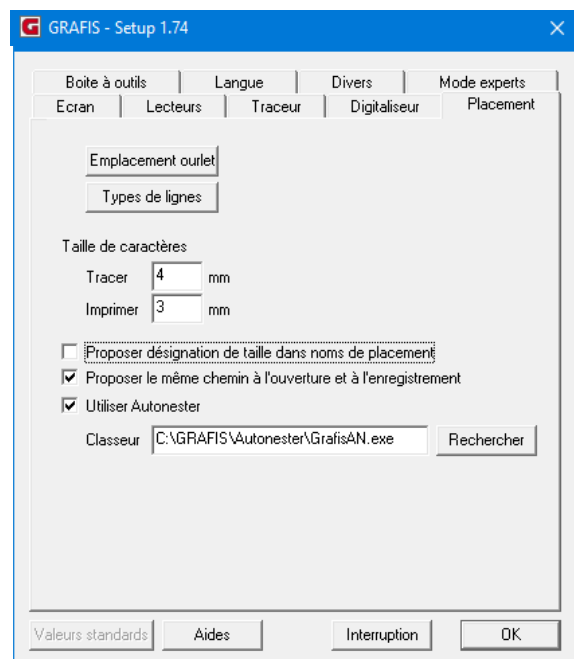 GRAFIS - Setup 1.74
Boite à outils Langue Divers Mode experts
Ecran Lecteurs Traceur Digitaliseur Placement
Emplacement ourlet
Types de lignes
Taille de caractères
Tracer 4 mm
Imprimer 3 mm
Proposer désignation de taille dans noms de placement
Proposer le même chemin à l'ouverture et à l'enregistrement
Utiliser Autonester
Classeur C:\GRAFIS\Autonester\GrafisAN.exe Rechercher
Valeurs standards Aides Interruption OK